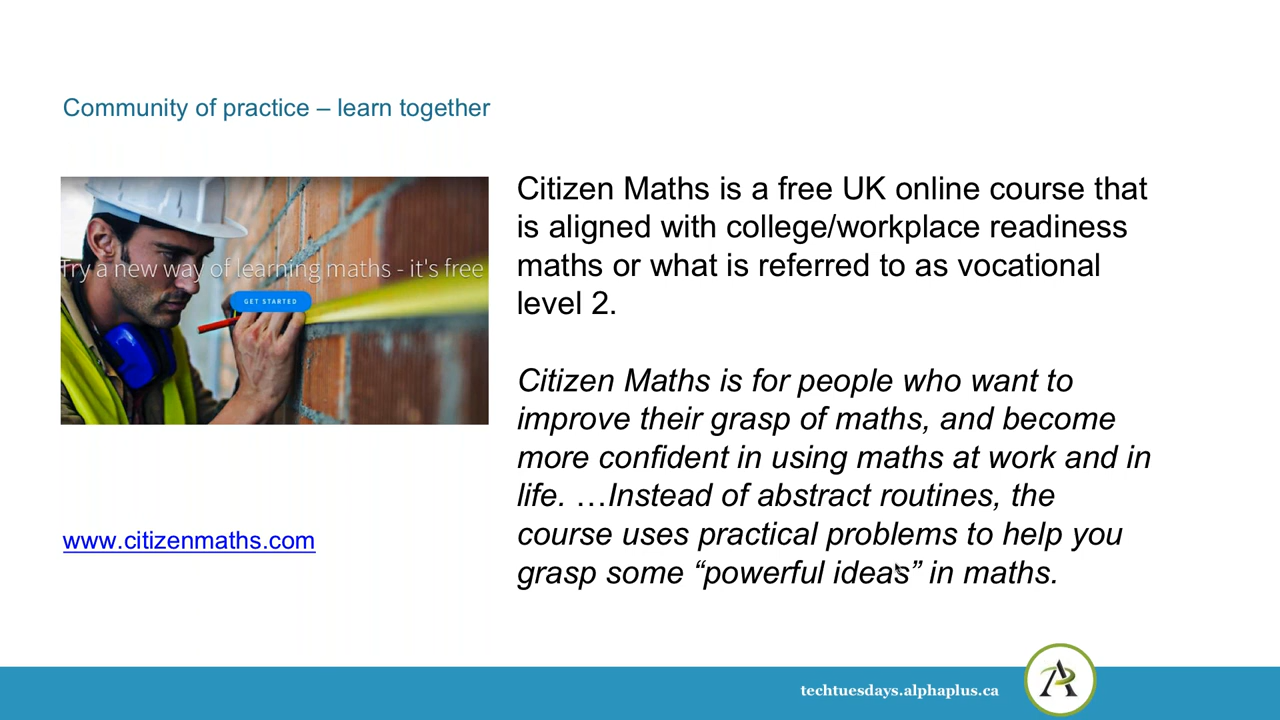 Community of practice – learn together
Try a new way of learning maths - it's free
GET STARTED
Citizen Maths is a free UK online course that
is aligned with college/workplace readiness
maths or what is referred to as vocational
level 2.
Citizen Maths is for people who want to
improve their grasp of maths, and become
more confident in using maths at work and in
life. …Instead of abstract routines, the
course uses practical problems to help you
grasp some “powerful ideas” in maths.
www.citizenmaths.com
techtuesdays.alphaplus.ca